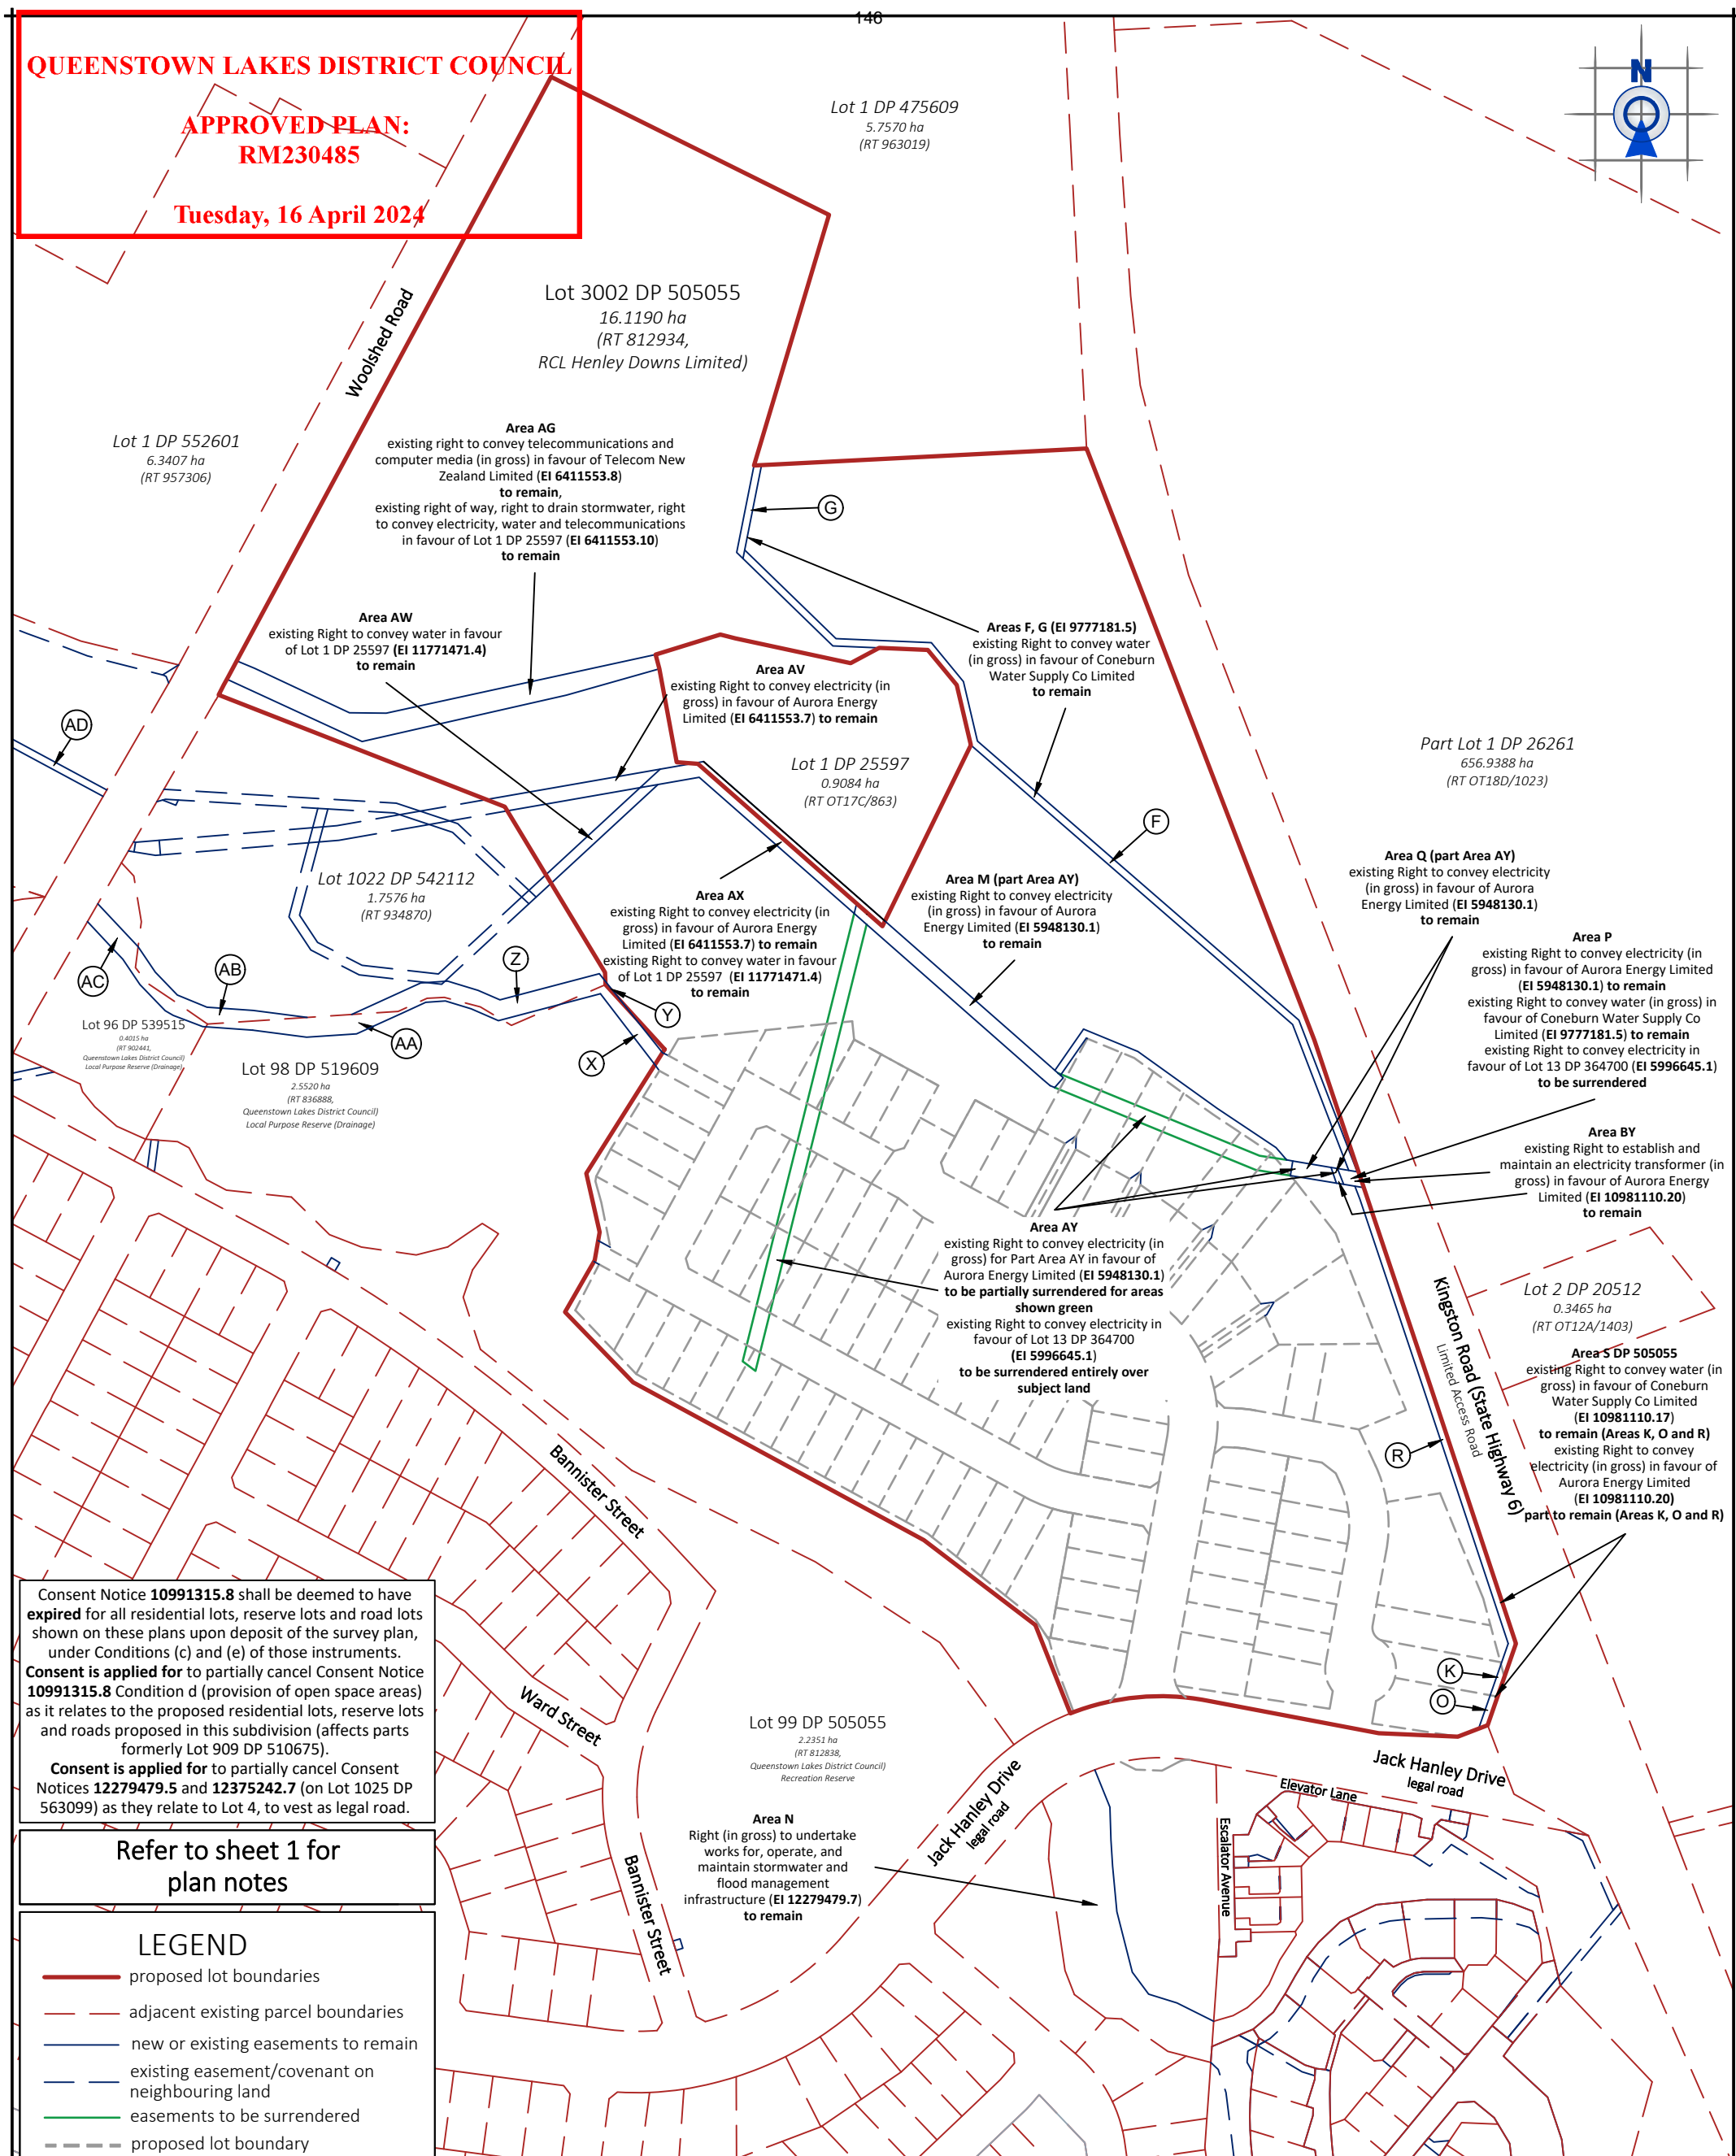 146
QUEENSTOWN LAKES DISTRICT COUNCIL
APPROVED PLAN:
RM230485
Tuesday, 16 April 2024
N
Lot 1 DP 475609
5.7570 ha
(RT 963019)
Lot 3002 DP 505055
16.1190 ha
(RT 812934,
RCL Henley Downs Limited)
Woolshed Road
Lot 1 DP 552601
6.3407 ha
(RT 957306)
Area AG
existing right to convey telecommunications and
computer media (in gross) in favour of Telecom New
Zealand Limited (EI 6411553.8)
to remain,
existing right of way, right to drain stormwater, right
to convey electricity, water and telecommunications
in favour of Lot 1 DP 25597 (EI 6411553.10)
to remain
G
Area AW
existing Right to convey water in favour
of Lot 1 DP 25597 (EI 11771471.4)
to remain
Areas F, G (EI 9777181.5)
existing Right to convey water
(in gross) in favour of Coneburn
Water Supply Co Limited
to remain
Area AV
existing Right to convey electricity (in
gross) in favour of Aurora Energy
Limited (EI 6411553.7) to remain
AD
Lot 1 DP 25597
0.9084 ha
(RT OT17C/863)
Part Lot 1 DP 26261
656.9388 ha
(RT OT18D/1023)
F
Lot 1022 DP 542112
1.7576 ha
(RT 934870)
Area AX
existing Right to convey electricity (in
gross) in favour of Aurora Energy
Limited (EI 6411553.7) to remain
existing Right to convey water in favour
of Lot 1 DP 25597 (EI 11771471.4)
to remain
Area M (part Area AY)
existing Right to convey electricity
(in gross) in favour of Aurora
Energy Limited (EI 5948130.1)
to remain
Area Q (part Area AY)
existing Right to convey electricity
(in gross) in favour of Aurora
Energy Limited (EI 5948130.1)
to remain
Area P
existing Right to convey electricity (in
gross) in favour of Aurora Energy Limited
(EI 5948130.1) to remain
existing Right to convey water (in gross) in
favour of Coneburn Water Supply Co
Limited (EI 9777181.5) to remain
existing Right to convey electricity in
favour of Lot 13 DP 364700 (EI 5996645.1)
to be surrendered
AC
AB
Z
Y
AA
X
Lot 96 DP 539515
0.4015 ha
(RT 902441,
Queenstown Lakes District Council)
Local Purpose Reserve (Drainage)
Lot 98 DP 519609
2.5520 ha
(RT 836888,
Queenstown Lakes District Council)
Local Purpose Reserve (Drainage)
Area BY
existing Right to establish and
maintain an electricity transformer (in
gross) in favour of Aurora Energy
Limited (EI 10981110.20)
to remain
Area AY
existing Right to convey electricity (in
gross) for Part Area AY in favour of
Aurora Energy Limited (EI 5948130.1)
to be partially surrendered for areas
shown green
existing Right to convey electricity in
favour of Lot 13 DP 364700
(EI 5996645.1)
to be surrendered entirely over
subject land
Kingston Road (State Highway 6)
Limited Access Road
Lot 2 DP 20512
0.3465 ha
(RT OT12A/1403)
Area S DP 505055
existing Right to convey water (in
gross) in favour of Coneburn
Water Supply Co Limited
(EI 10981110.17)
to remain (Areas K, O and R)
existing Right to convey
electricity (in gross) in favour of
Aurora Energy Limited
(EI 10981110.20)
part to remain (Areas K, O and R)
R
Bannister Street
K
O
Consent Notice 10991315.8 shall be deemed to have
expired for all residential lots, reserve lots and road lots
shown on these plans upon deposit of the survey plan,
under Conditions (c) and (e) of those instruments.
Consent is applied for to partially cancel Consent Notice
10991315.8 Condition d (provision of open space areas)
as it relates to the proposed residential lots, reserve lots
and roads proposed in this subdivision (affects parts
formerly Lot 909 DP 510675).
Consent is applied for to partially cancel Consent
Notices 12279479.5 and 12375242.7 (on Lot 1025 DP
563099) as they relate to Lot 4, to vest as legal road.
Ward Street
Lot 99 DP 505055
2.2351 ha
(RT 812838,
Queenstown Lakes District Council)
Recreation Reserve
Jack Hanley Drive
legal road
Jack Hanley Drive
legal road
Elevator Lane
Escalator Avenue
Area N
Right (in gross) to undertake
works for, operate, and
maintain stormwater and
flood management
infrastructure (EI 12279479.7)
to remain
Bannister Street
Refer to sheet 1 for
plan notes
LEGEND
proposed lot boundaries
adjacent existing parcel boundaries
new or existing easements to remain
existing easement/covenant on
neighbouring land
easements to be surrendered
proposed lot boundary